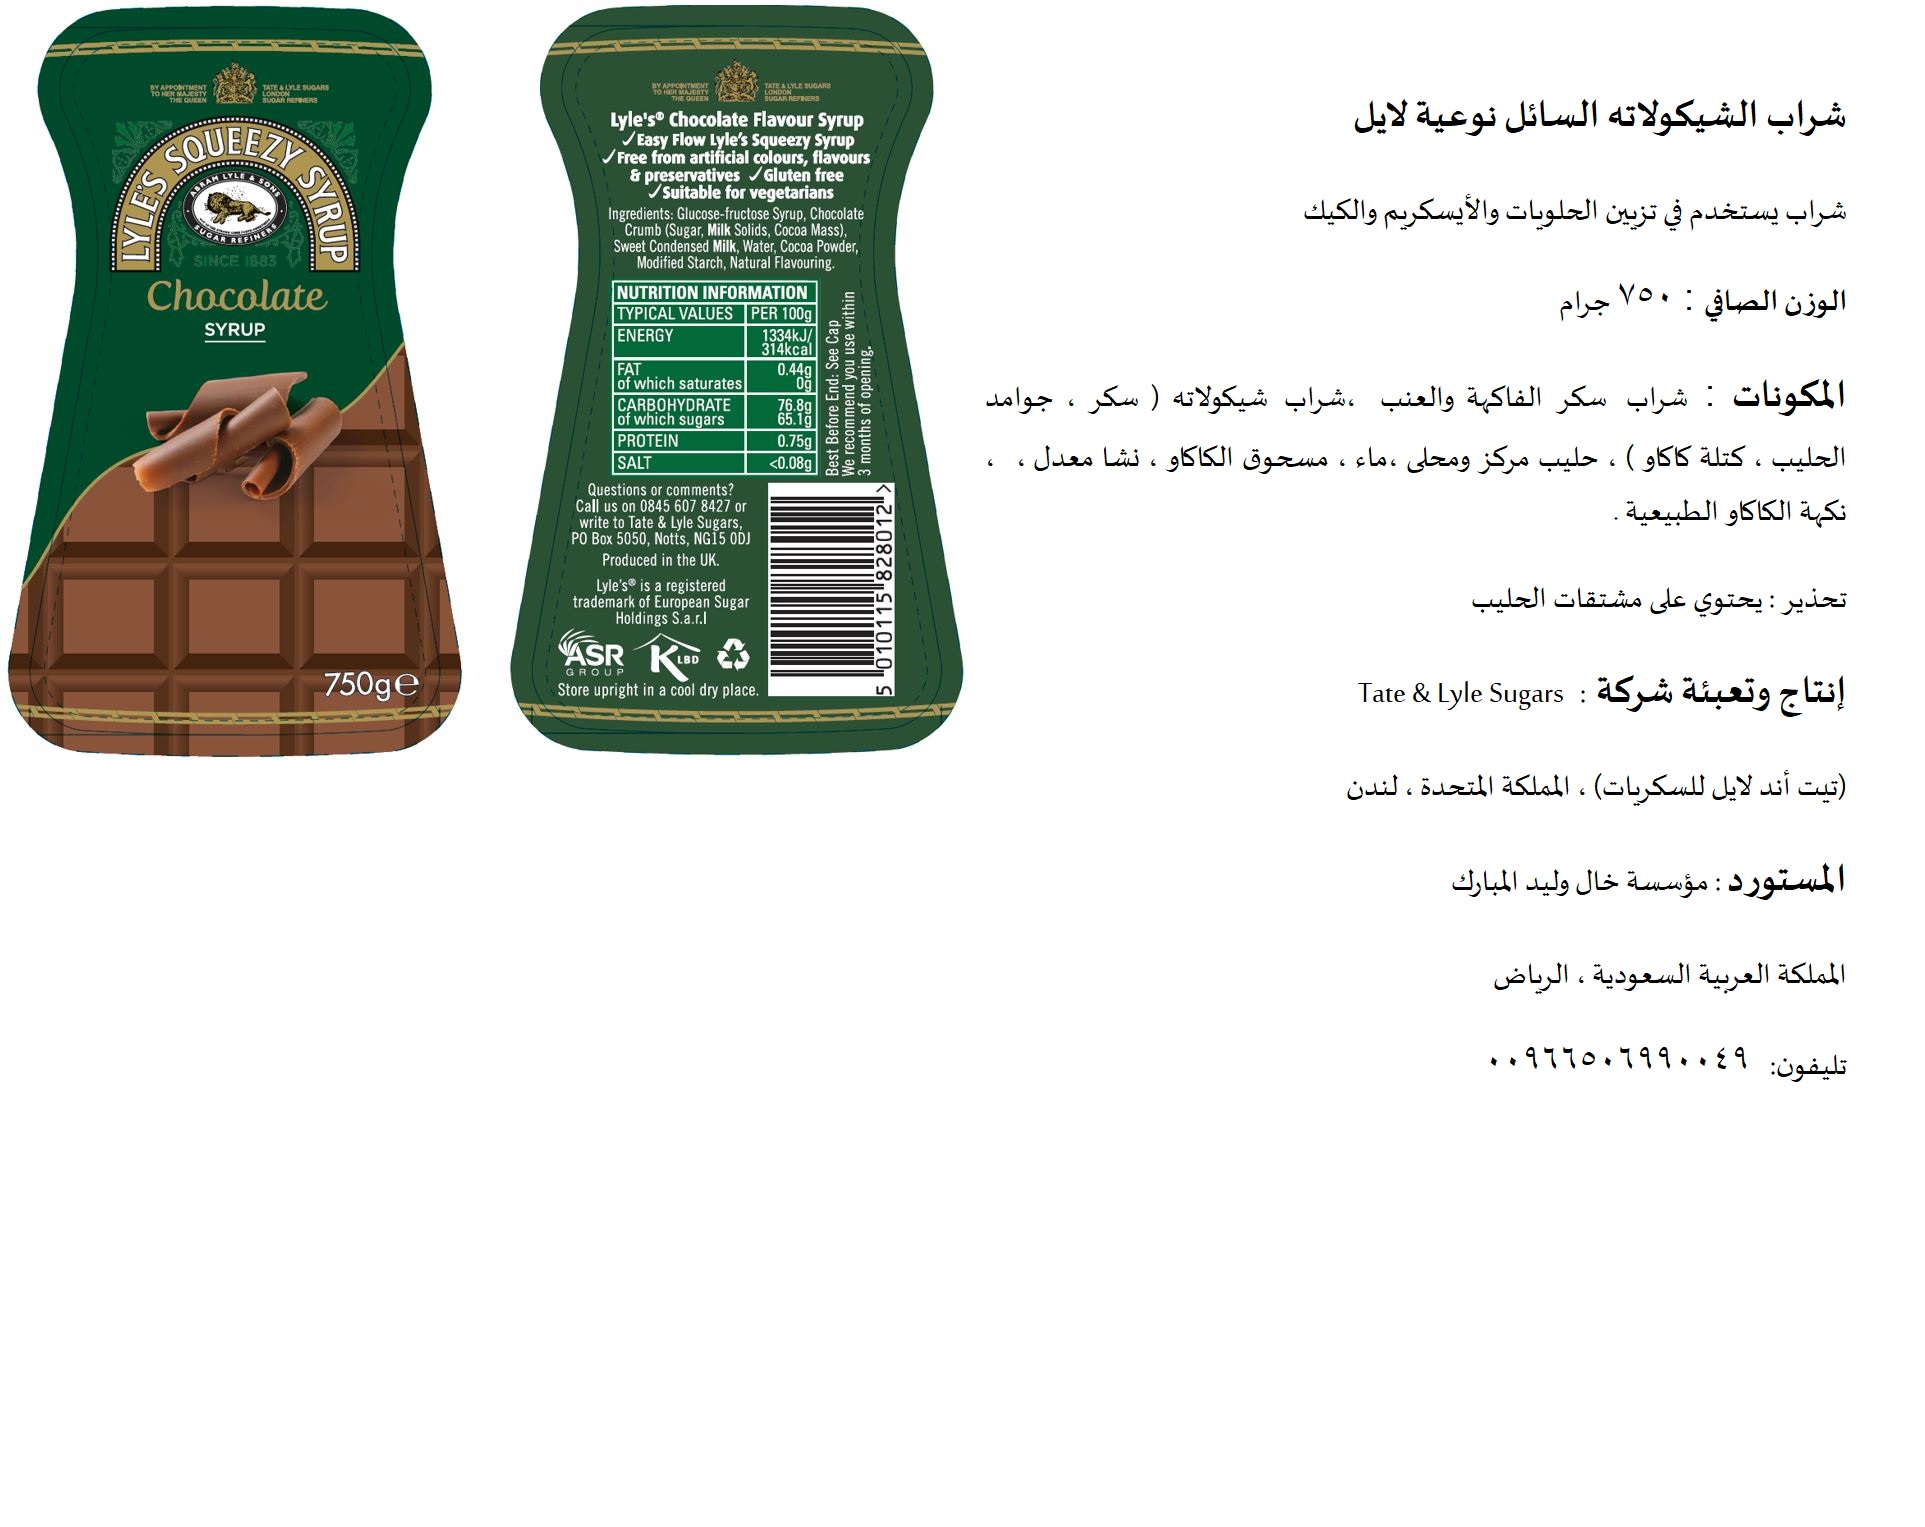 BY APPOINTMENT
TO HER MAJESTY
THE QUEEN
TATE & LYLE SUGARS
LONDON
SUGAR REFINERS
LYLE'S SQUEEZY SYRUP
ABRAM LYLE & SONS
SUGAR REFINERS
SINCE 1883
Chocolate
SYRUP
750g℮
BY APPOINTMENT
TO HER MAJESTY
THE QUEEN
TATE & LYLE SUGARS
LONDON
SUGAR REFINERS
Lyle's® Chocolate Flavour Syrup
✓Easy Flow Lyle's Squeezy Syrup
✓Free from artificial colours, flavours
& preservatives ✓Gluten free
✓Suitable for vegetarians
Ingredients: Glucose-fructose Syrup, Chocolate
Crumb (Sugar, Milk Solids, Cocoa Mass),
Sweet Condensed Milk, Water, Cocoa Powder,
Modified Starch, Natural Flavouring.
NUTRITION INFORMATION
TYPICAL VALUES PER 100g
ENERGY 1334kJ/
314kcal
FAT 0.44g
of which saturates 0g
CARBOHYDRATE 76.8g
of which sugars 65.1g
PROTEIN 0.75g
SALT <0.08g
Best Before End: See Cap
We recommend you use within
3 months of opening.
Questions or comments?
Call us on 0845 607 8427 or
write to Tate & Lyle Sugars,
PO Box 5050, Notts, NG15 0DJ
Produced in the UK.
Lyle's® is a registered
trademark of European Sugar
Holdings S.a.r.l
ASR
GROUP
K LBD
Store upright in a cool dry place.
5 010115 828012 >
شراب الشيكولاته السائل نوعية لايل
شراب يستخدم في تزيين الحلويات والأيسكريم والكيك
الوزن الصافي : ٧٥٠ جرام
المكونات : شراب سكر الفاكهة والعنب ،شراب شيكولاته ( سكر ، جوامد
الحليب ، كتلة كاكاو ) ، حليب مركز ومحلى ،ماء ، مسحوق الكاكاو ، نشا معدل ، ،
نكهة الكاكاو الطبيعية .
تحذير : يحتوي على مشتقات الحليب
إنتاج وتعبئة شركة : Tate & Lyle Sugars
(تيت أند لايل للسكريات) ، المملكة المتحدة ، لندن
المستورد : مؤسسة خال وليد المبارك
المملكة العربية السعودية ، الرياض
تليفون: ٠٠٩٦٦٥٠٦٩٩٠٠٤٩